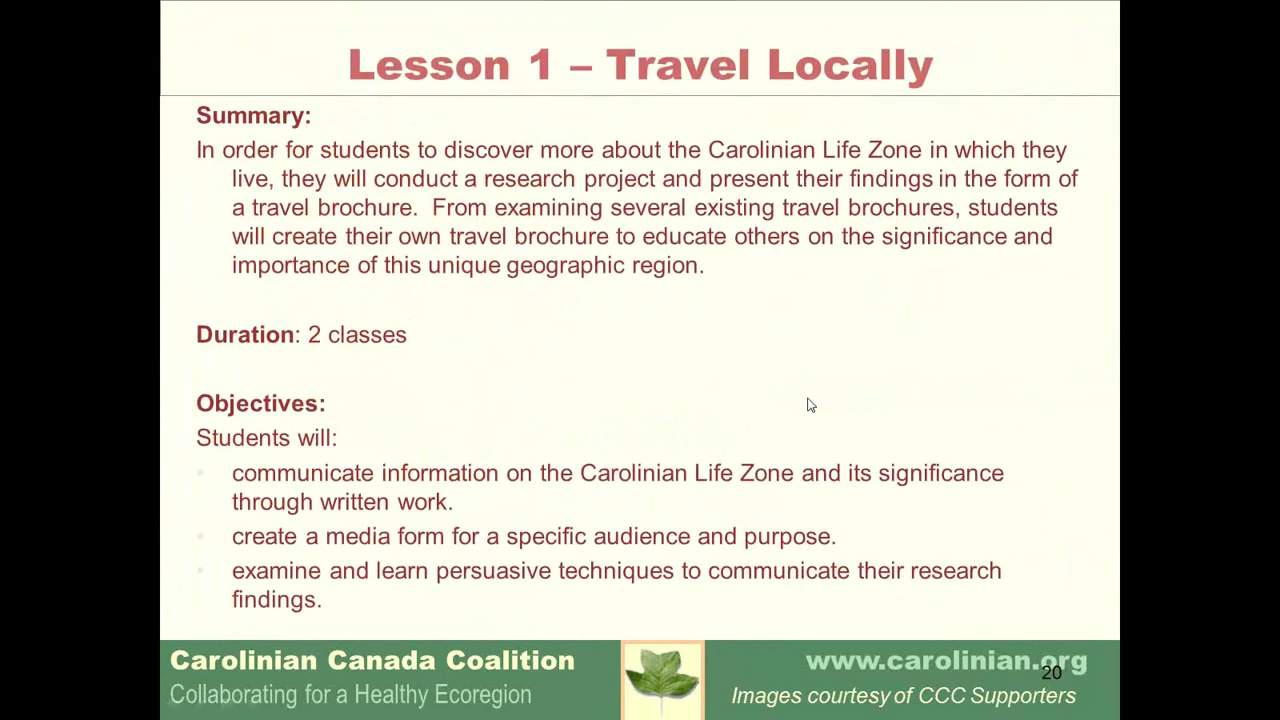 Lesson 1 – Travel Locally
Summary:
In order for students to discover more about the Carolinian Life Zone in which they
live, they will conduct a research project and present their findings in the form of
a travel brochure.  From examining several existing travel brochures, students
will create their own travel brochure to educate others on the significance and
importance of this unique geographic region.
Duration: 2 classes
Objectives:
Students will:
communicate information on the Carolinian Life Zone and its significance
through written work.
create a media form for a specific audience and purpose.
examine and learn persuasive techniques to communicate their research
findings.
Carolinian Canada Coalition
Collaborating for a Healthy Ecoregion
www.carolinian.org
20
Images courtesy of CCC Supporters